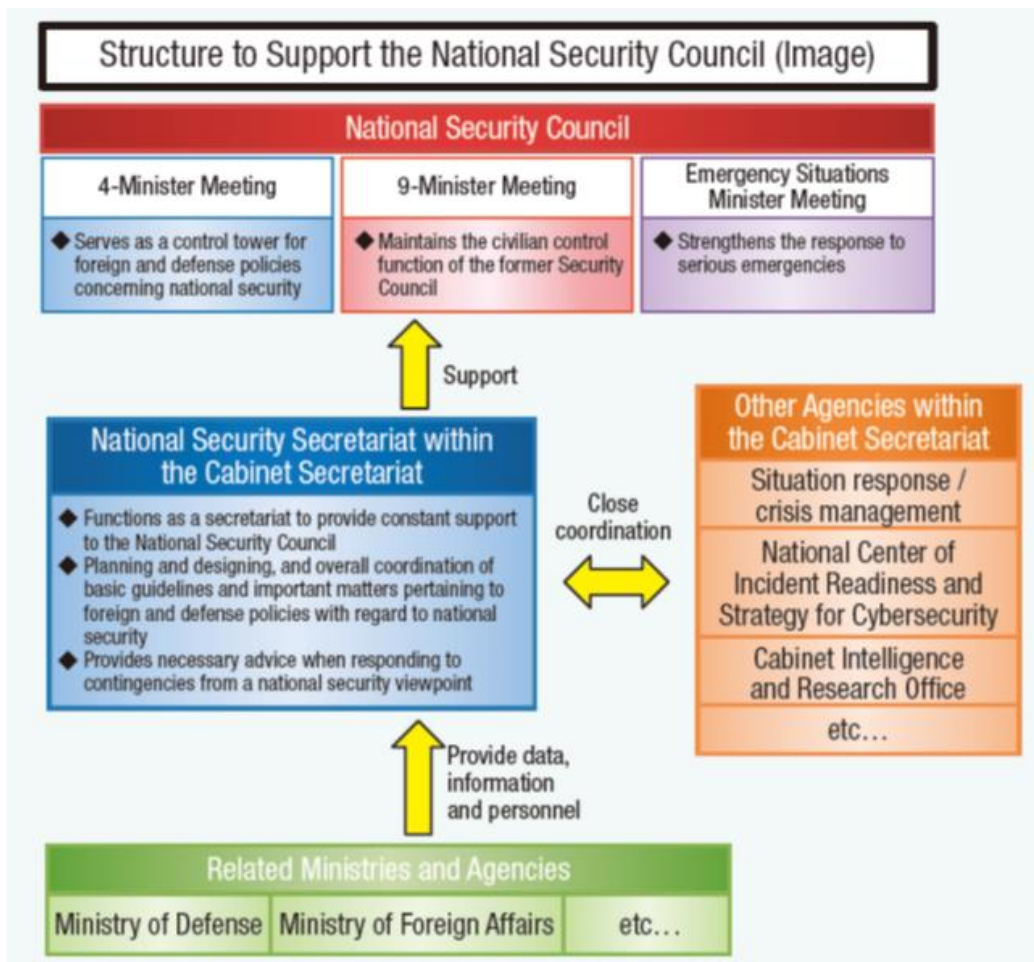 Structure to Support the National Security Council (Image)
National Security Council
4-Minister Meeting
◆ Serves as a control tower for
foreign and defense policies
concerning national security
9-Minister Meeting
◆ Maintains the civilian control
function of the former Security
Council
Emergency Situations
Minister Meeting
◆ Strengthens the response to
serious emergencies
Support
National Security Secretariat within
the Cabinet Secretariat
◆ Functions as a secretariat to provide constant support
to the National Security Council
◆ Planning and designing, and overall coordination of
basic guidelines and important matters pertaining to
foreign and defense policies with regard to national
security
◆ Provides necessary advice when responding to
contingencies from a national security viewpoint
Close
coordination
Other Agencies within
the Cabinet Secretariat
Situation response /
crisis management
National Center of
Incident Readiness and
Strategy for Cybersecurity
Cabinet Intelligence
and Research Office
etc…
Provide data,
information
and personnel
Related Ministries and Agencies
Ministry of Defense
Ministry of Foreign Affairs
etc…